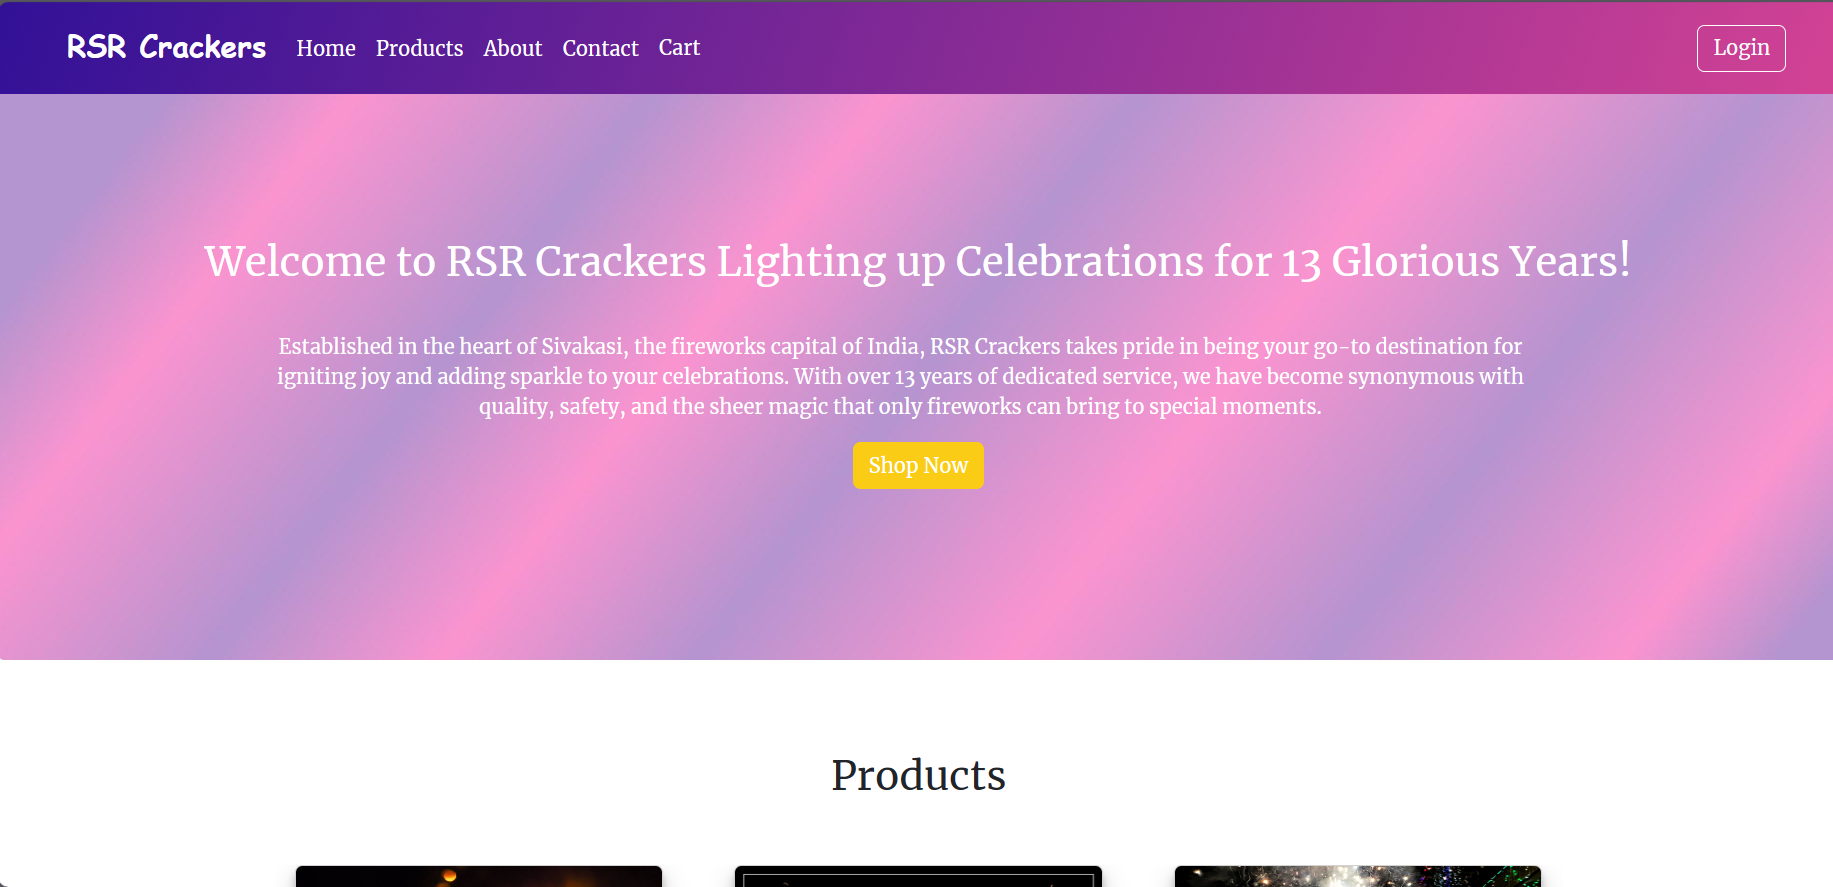 RSR Crackers Home Products About Contact Cart Login
Welcome to RSR Crackers Lighting up Celebrations for 13 Glorious Years!
Established in the heart of Sivakasi, the fireworks capital of India, RSR Crackers takes pride in being your go-to destination for
igniting joy and adding sparkle to your celebrations. With over 13 years of dedicated service, we have become synonymous with
quality, safety, and the sheer magic that only fireworks can bring to special moments.
Shop Now
Products